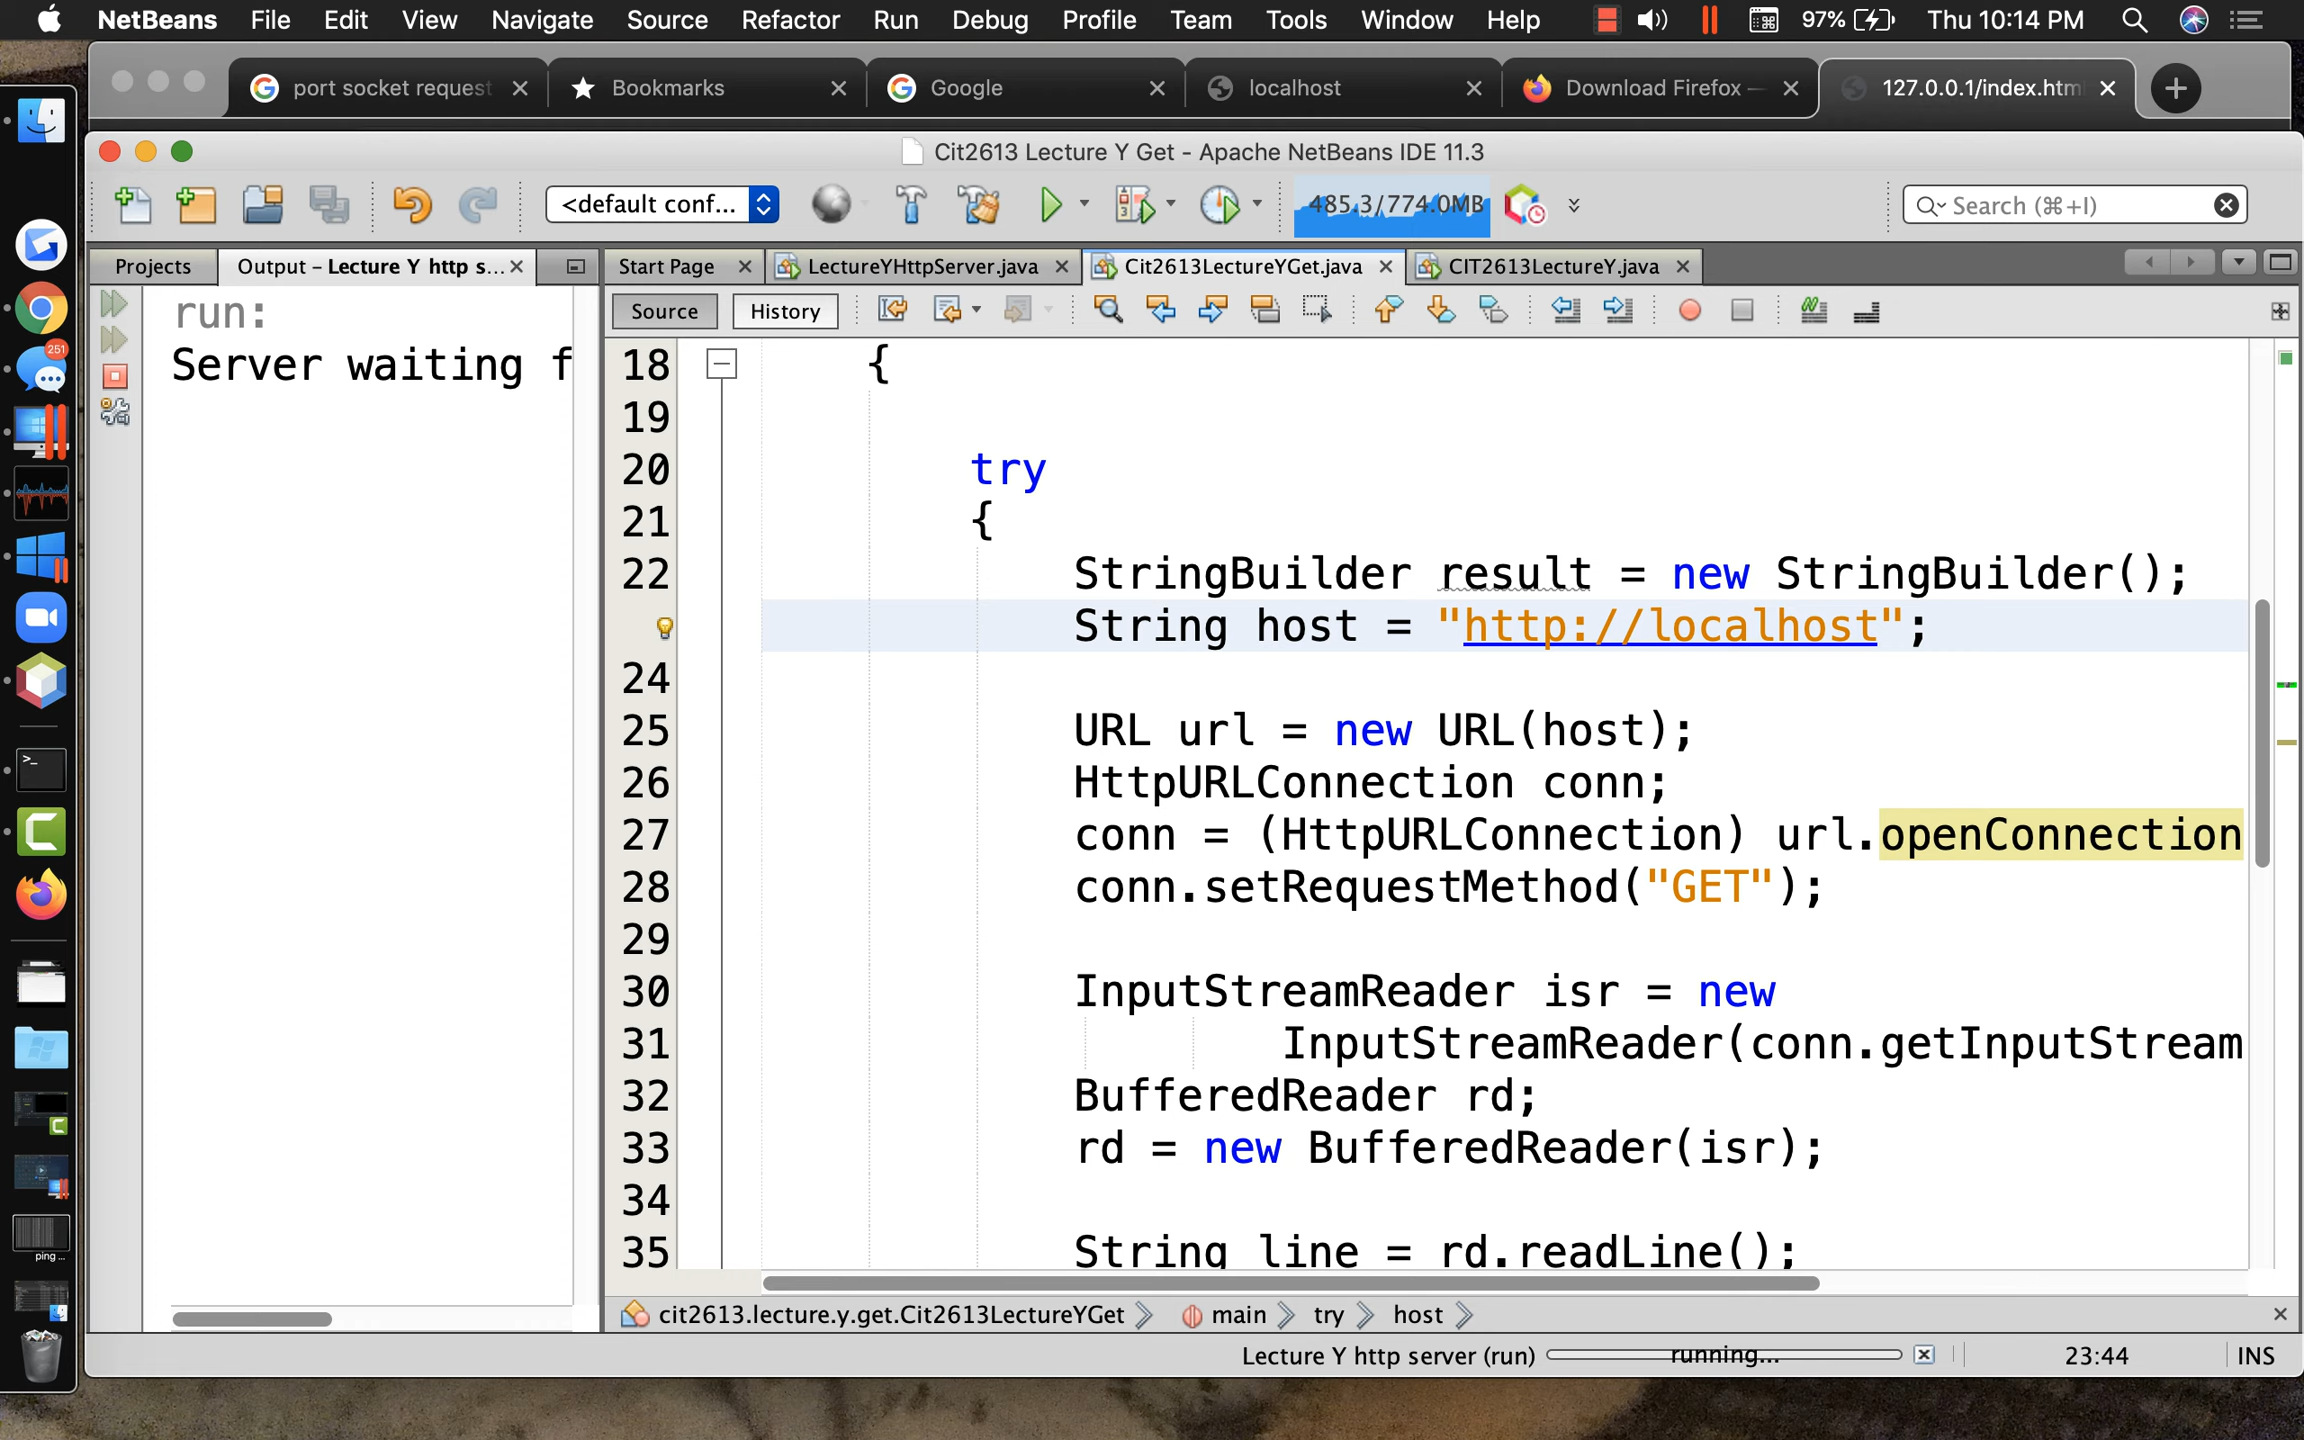 NetBeans File Edit View Navigate Source Refactor Run Debug Profile Team Tools Window Help 97% Thu 10:14 PM
port socket request Bookmarks Google localhost Download Firefox — 127.0.0.1/index.htm
Cit2613 Lecture Y Get - Apache NetBeans IDE 11.3
<default conf... 485.3/774.0MB Search (⌘+I)
Projects Output – Lecture Y http s... Start Page LectureYHttpServer.java Cit2613LectureYGet.java CIT2613LectureY.java
Source History
run:
Server waiting f
251
ping ...
18 {
19
20 try
21 {
22 StringBuilder result = new StringBuilder();
String host = "http://localhost";
24
25 URL url = new URL(host);
26 HttpURLConnection conn;
27 conn = (HttpURLConnection) url.openConnection
28 conn.setRequestMethod("GET");
29
30 InputStreamReader isr = new
31 InputStreamReader(conn.getInputStream
32 BufferedReader rd;
33 rd = new BufferedReader(isr);
34
35 String line = rd.readLine();
cit2613.lecture.y.get.Cit2613LectureYGet main try host
Lecture Y http server (run) running... 23:44 INS